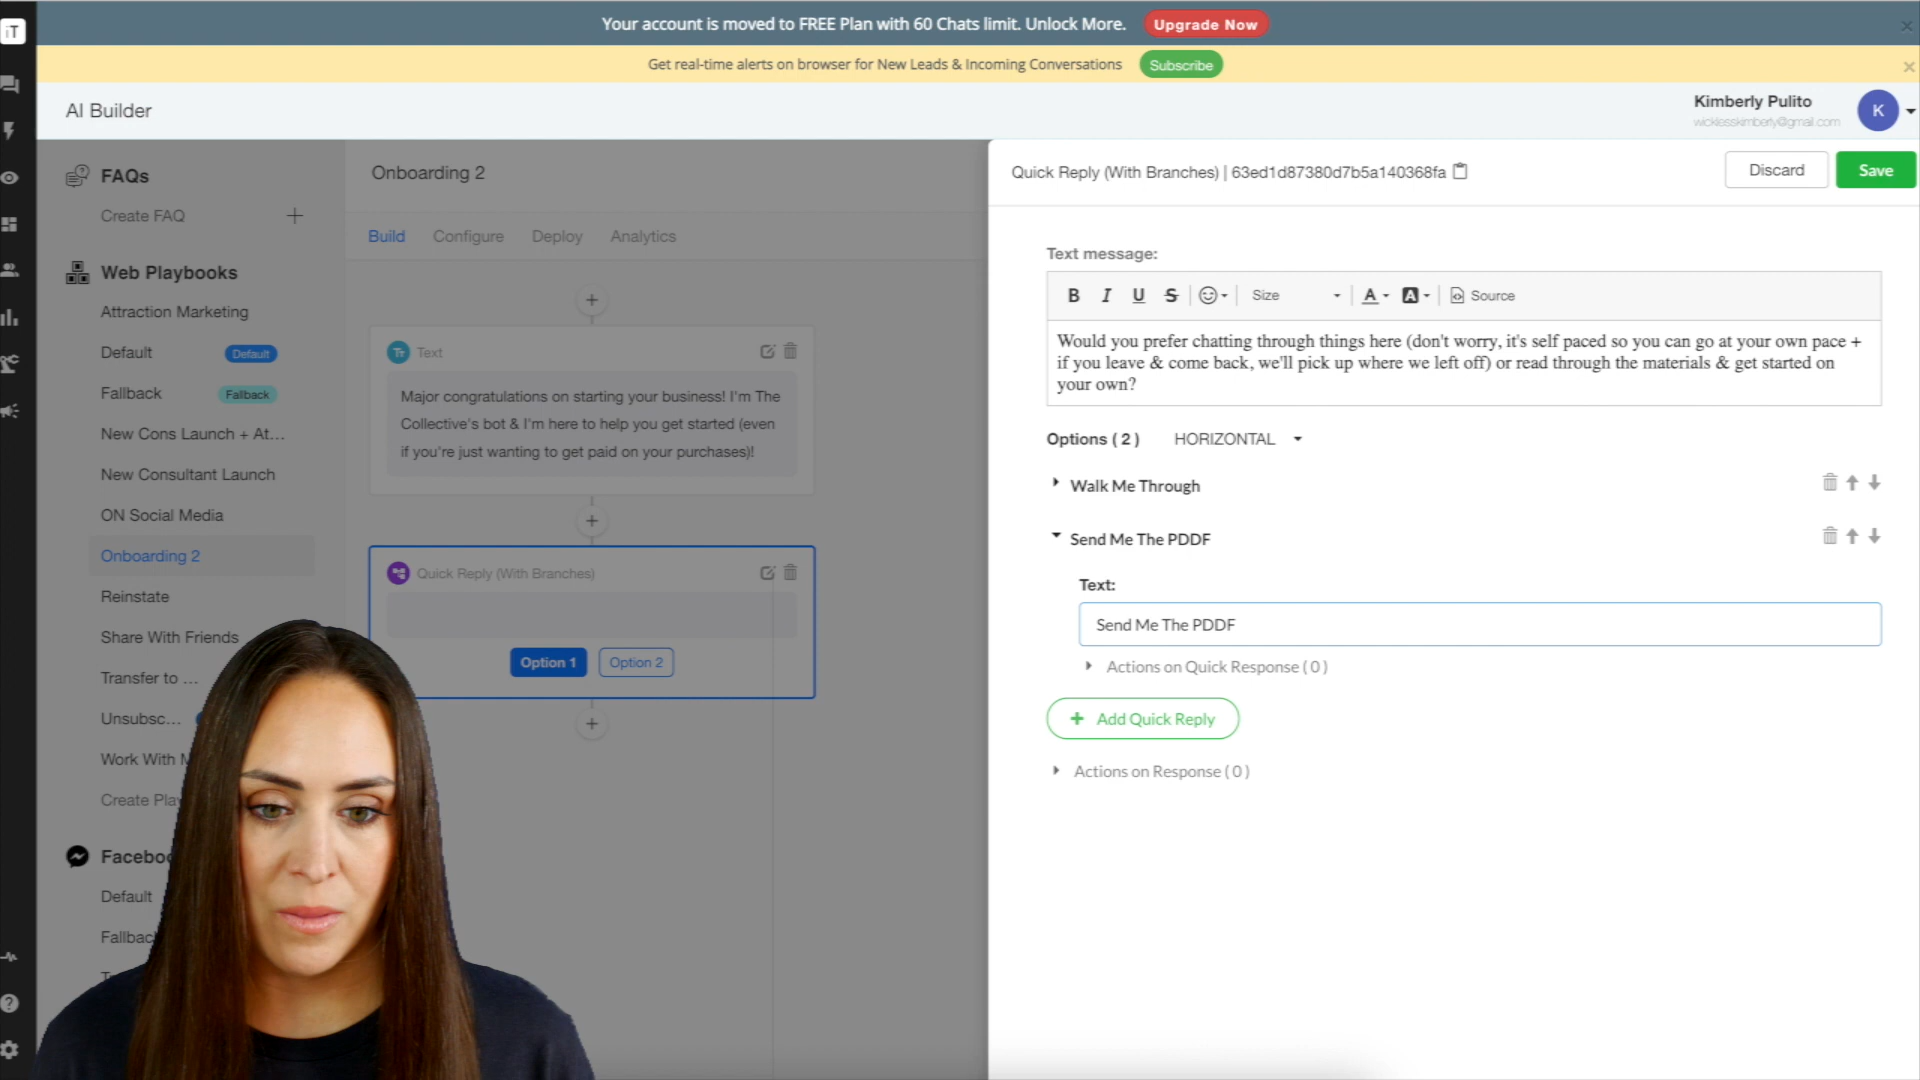 Your account is moved to FREE Plan with 60 Chats limit. Unlock More. Upgrade Now
Get real-time alerts on browser for New Leads & Incoming Conversations Subscribe
iT
AI Builder
Kimberly Pulito
wicklesskimberly@gmail.com
K
FAQs
Create FAQ
Web Playbooks
Attraction Marketing
Default Default
Fallback Fallback
New Cons Launch + At...
New Consultant Launch
ON Social Media
Onboarding 2
Reinstate
Share With Friends
Transfer to ...
Unsubsc...
Work With
Create Pla
Facebo
Default
Fallbac
Onboarding 2
Build Configure Deploy Analytics
Tr Text
Major congratulations on starting your business! I'm The
Collective's bot & I'm here to help you get started (even
if you're just wanting to get paid on your purchases)!
Quick Reply (With Branches)
Option 1 Option 2
Quick Reply (With Branches) | 63ed1d87380d7b5a140368fa
Discard Save
Text message:
B I U S Size A A Source
Would you prefer chatting through things here (don't worry, it's self paced so you can go at your own pace +
if you leave & come back, we'll pick up where we left off) or read through the materials & get started on
your own?
Options ( 2 ) HORIZONTAL
Walk Me Through
Send Me The PDDF
Text:
Send Me The PDDF
Actions on Quick Response ( 0 )
+ Add Quick Reply
Actions on Response ( 0 )